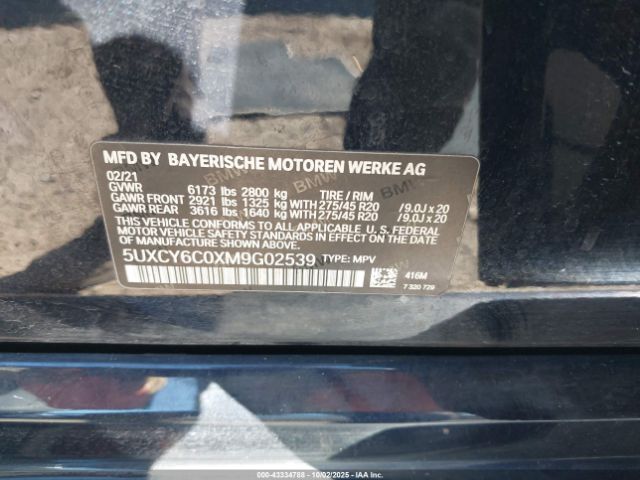 MFD BY BAYERISCHE MOTOREN WERKE AG
02/21
GVWR 6173 lbs 2800 kg TIRE / RIM
GAWR FRONT 2921 lbs 1325 kg WITH 275/45 R20 /9.0J x 20
GAWR REAR 3616 lbs 1640 kg WITH 275/45 R20 /9.0J x 20
THIS VEHICLE CONFORMS TO ALL APPLICABLE U. S. FEDERAL
MOTOR VEHICLE SAFETY STANDARDS IN EFFECT ON THE
DATE OF MANUFACTURE SHOWN ABOVE.
5UXCY6C0XM9G02539 TYPE: MPV
416M
7 320 729
000-43334788 - 10/02/2025 - IAA Inc.